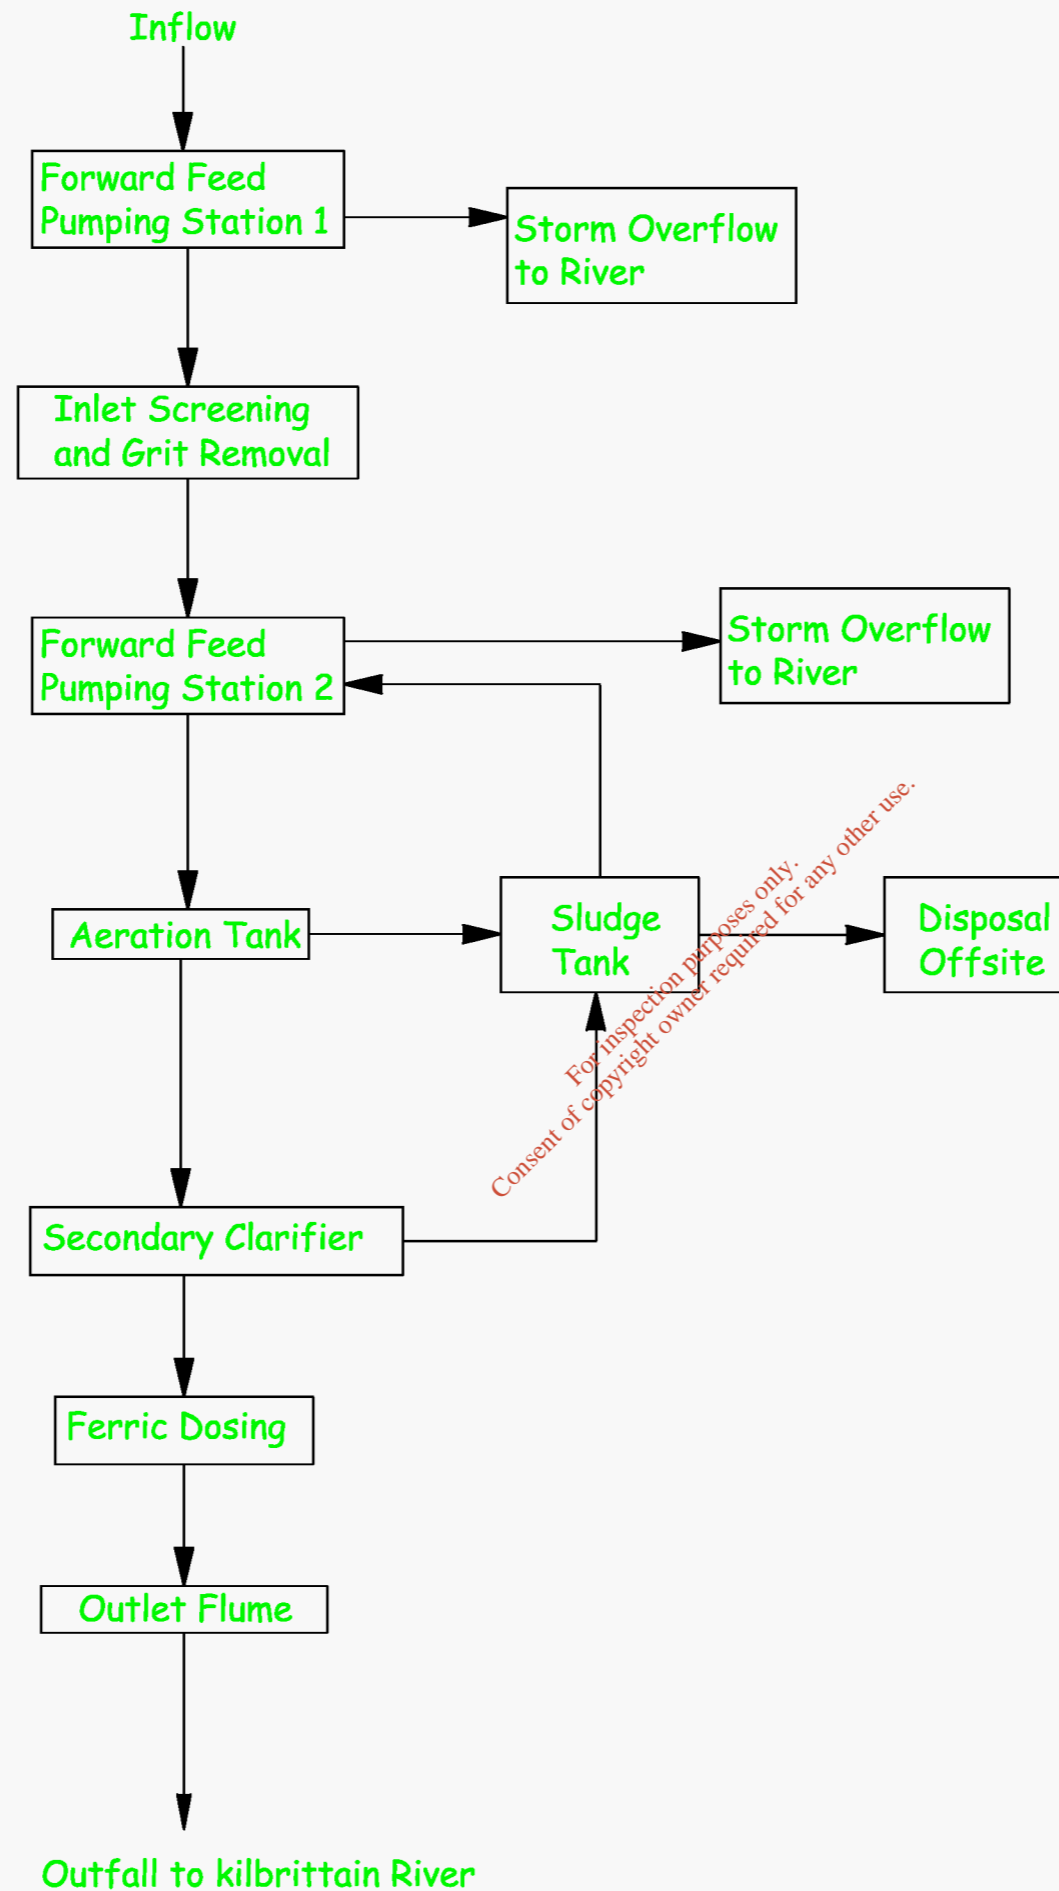 Inflow
Forward Feed
Pumping Station 1
Storm Overflow
to River
Inlet Screening
and Grit Removal
Forward Feed
Pumping Station 2
Storm Overflow
to River
Aeration Tank
Sludge
Tank
Disposal
Offsite
For inspection purposes only.
Consent of copyright owner required for any other use.
Secondary Clarifier
Ferric Dosing
Outlet Flume
Outfall to kilbrittain River